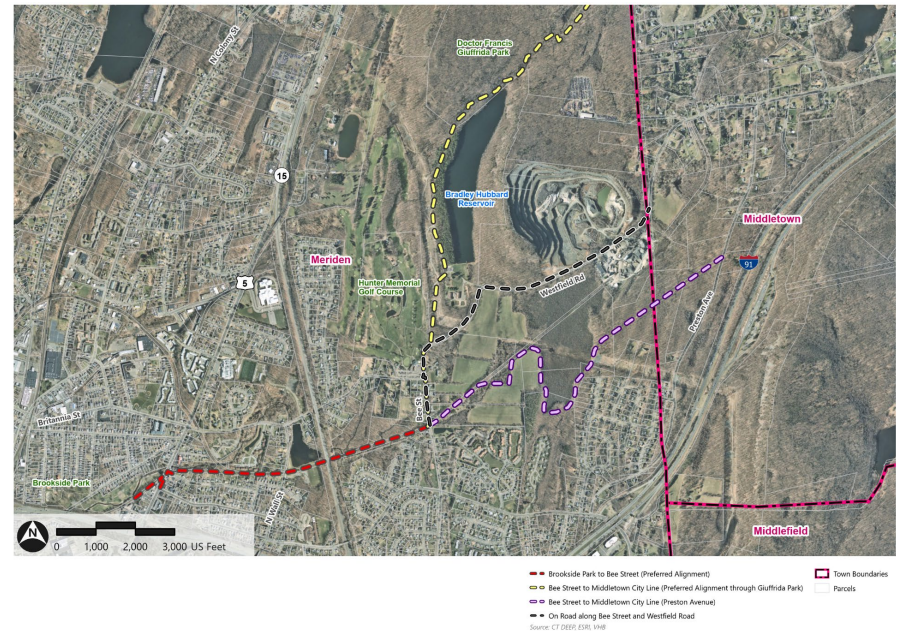 N Colony St
Doctor Francis
Giuffrida Park
15
Bradley Hubbard
Reservoir
Middletown
Meriden
91
5
Hunter Memorial
Golf Course
Westfield Rd
Preston Ave
Bee St
Britannia St
Brookside Park
N Wall St
N
0 1,000 2,000 3,000 US Feet
Middlefield
Brookside Park to Bee Street (Preferred Alignment)
Bee Street to Middletown City Line (Preferred Alignment through Giuffrida Park)
Bee Street to Middletown City Line (Preston Avenue)
On Road along Bee Street and Westfield Road
Town Boundaries
Parcels
Source: CT DEEP, ESRI, VHB